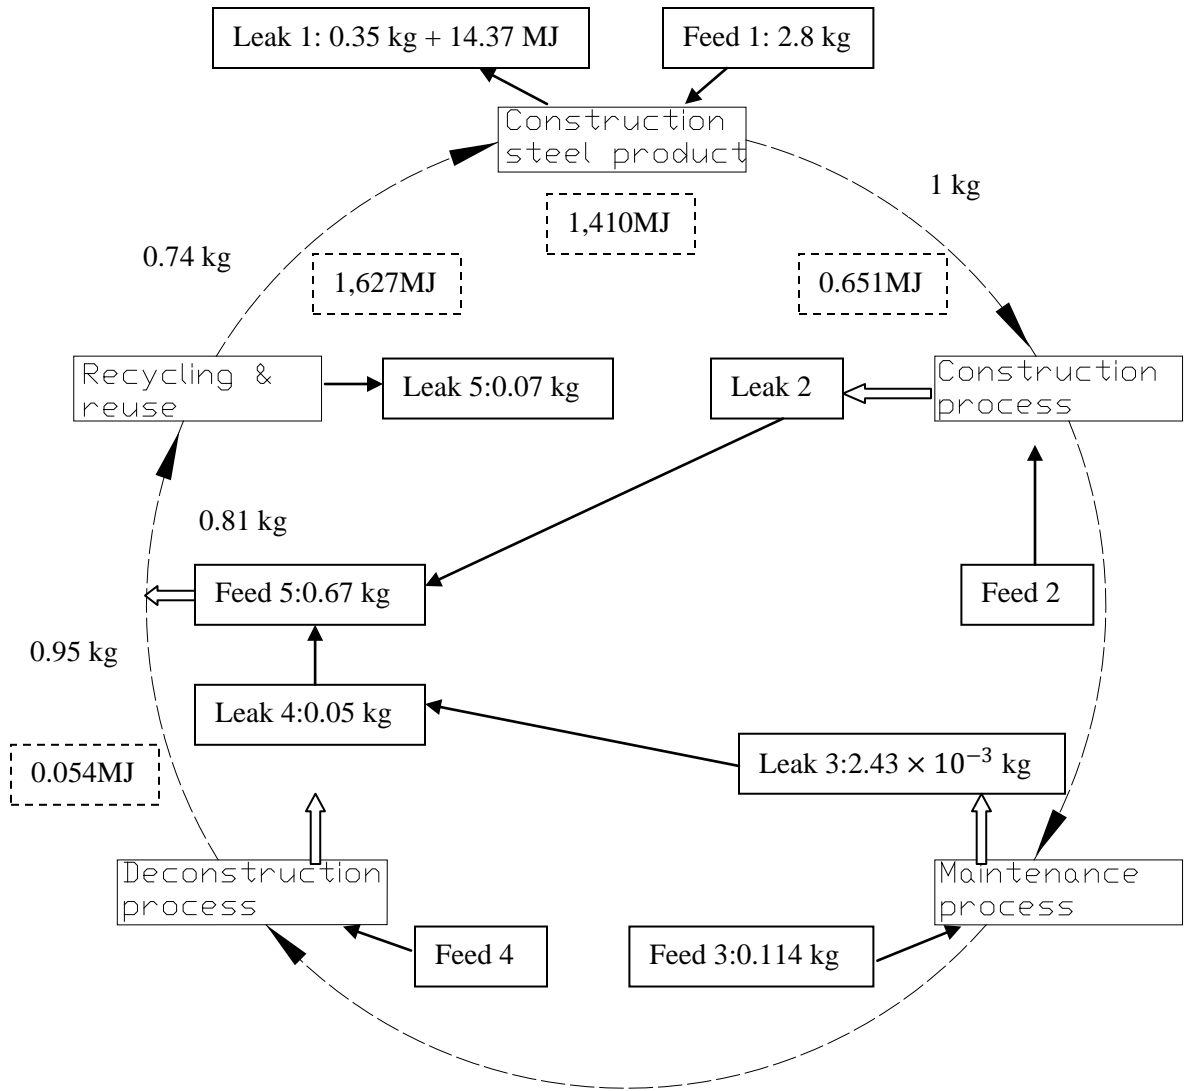 Leak 1: 0.35 kg + 14.37 MJ
Feed 1: 2.8 kg
Construction
steel product
1 kg
1,410MJ
0.74 kg
1,627MJ
0.651MJ
Recycling &
reuse
Leak 5:0.07 kg
Leak 2
Construction
process
0.81 kg
Feed 5:0.67 kg
Feed 2
0.95 kg
Leak 4:0.05 kg
Leak 3:2.43 × 10⁻³ kg
0.054MJ
Deconstruction
process
Maintenance
process
Feed 4
Feed 3:0.114 kg